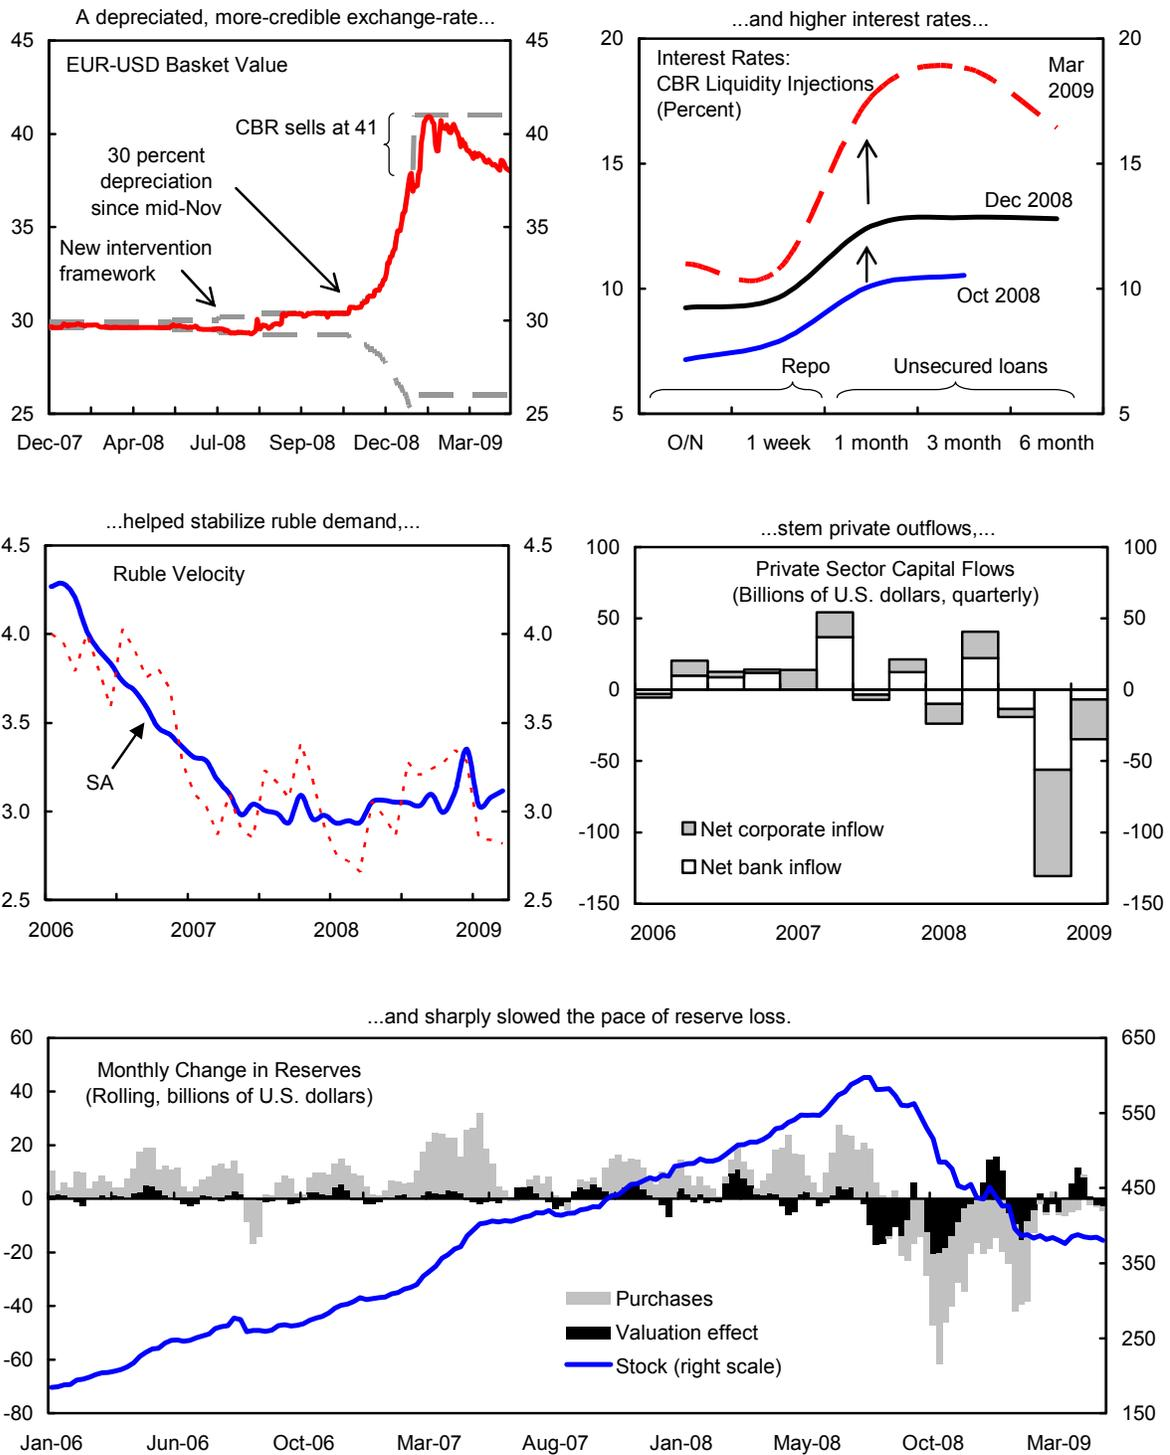 A depreciated, more-credible exchange-rate...
45
45
EUR-USD Basket Value
40
40
CBR sells at 41
30 percent
depreciation
since mid-Nov
35
35
New intervention
framework
30
30
25
25
Dec-07 Apr-08 Jul-08 Sep-08 Dec-08 Mar-09
...and higher interest rates...
20
20
Interest Rates:
CBR Liquidity Injections
(Percent)
Mar
2009
15
15
Dec 2008
10
10
Oct 2008
Repo
Unsecured loans
5
5
O/N 1 week 1 month 3 month 6 month
...helped stabilize ruble demand,...
4.5
4.5
Ruble Velocity
4.0
4.0
3.5
3.5
SA
3.0
3.0
2.5
2.5
2006 2007 2008 2009
...stem private outflows,...
100
100
Private Sector Capital Flows
(Billions of U.S. dollars, quarterly)
50
50
0
0
-50
-50
-100
-100
Net corporate inflow
Net bank inflow
-150
-150
2006 2007 2008 2009
...and sharply slowed the pace of reserve loss.
60
650
Monthly Change in Reserves
(Rolling, billions of U.S. dollars)
40
550
20
0
450
-20
350
-40
Purchases
Valuation effect
250
-60
Stock (right scale)
-80
150
Jan-06 Jun-06 Oct-06 Mar-07 Aug-07 Jan-08 May-08 Oct-08 Mar-09